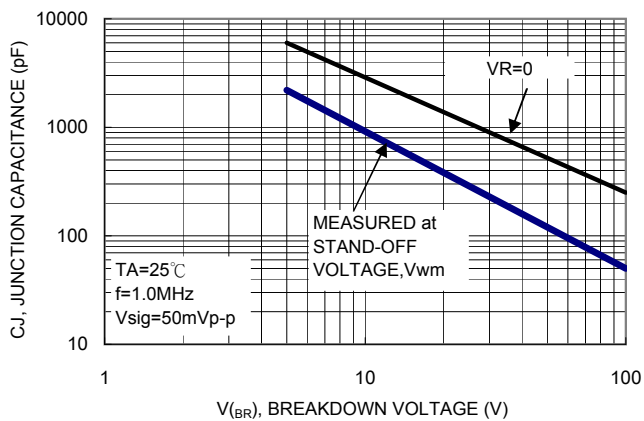 CJ, JUNCTION CAPACITANCE (pF)
10000
1000
100
10
VR=0
MEASURED at
STAND-OFF
VOLTAGE,Vwm
TA=25℃
f=1.0MHz
Vsig=50mVp-p
1
10
100
V(BR), BREAKDOWN VOLTAGE (V)